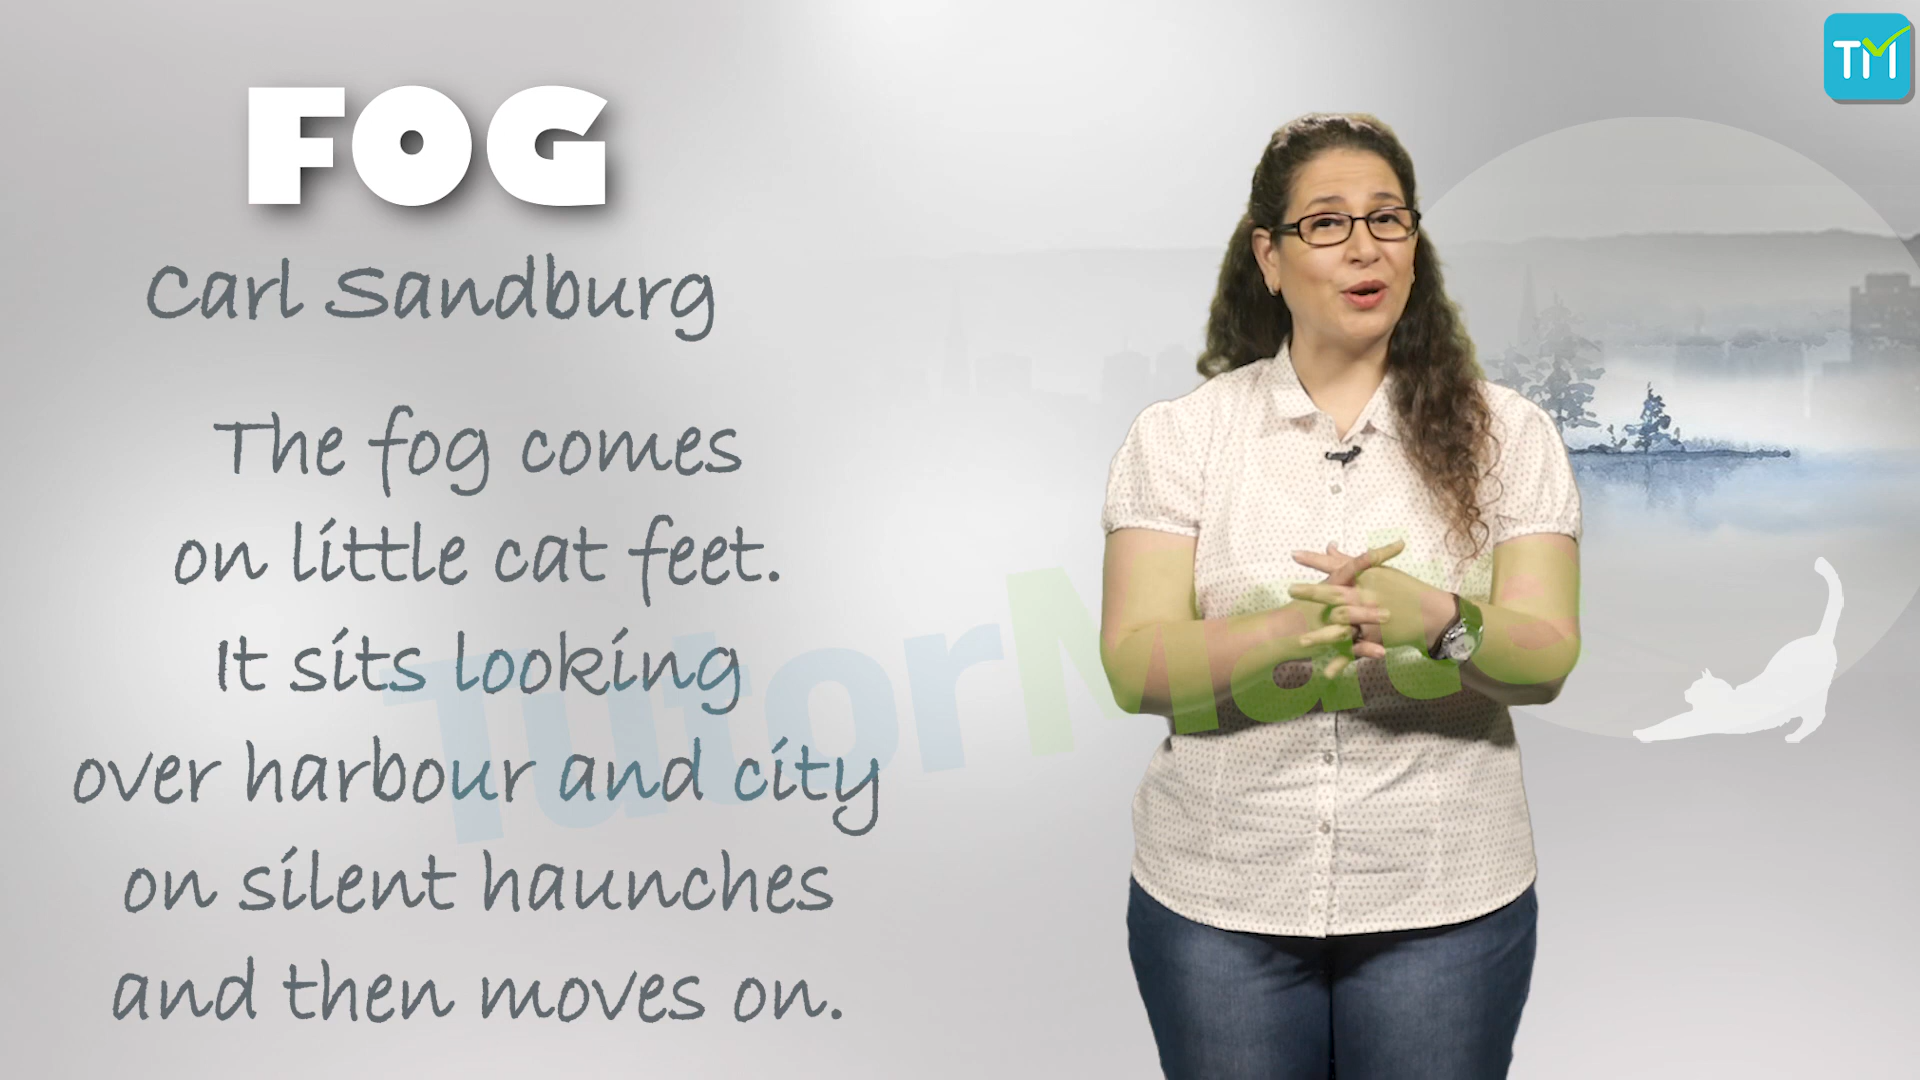 FOG
Carl Sandburg
The fog comes
on little cat feet.
It sits looking
over harbour and city
on silent haunches
and then moves on.
TM
TutorMate